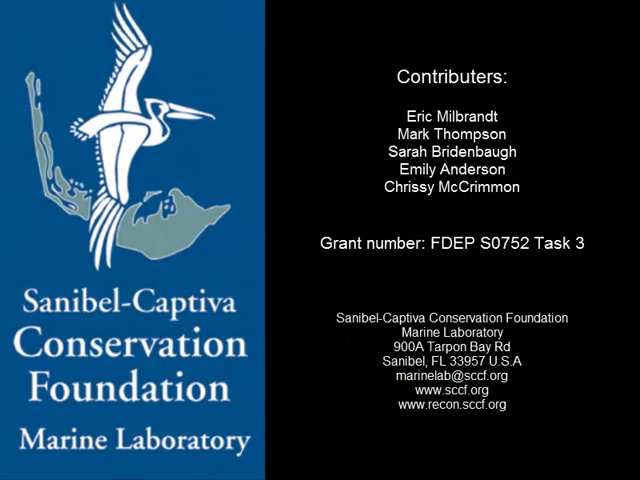 Sanibel-Captiva
Conservation
Foundation
Marine Laboratory
Contributers:
Eric Milbrandt
Mark Thompson
Sarah Bridenbaugh
Emily Anderson
Chrissy McCrimmon
Grant number: FDEP S0752 Task 3
Sanibel-Captiva Conservation Foundation
Marine Laboratory
900A Tarpon Bay Rd
Sanibel, FL 33957 U.S.A
marinelab@sccf.org
www.sccf.org
www.recon.sccf.org